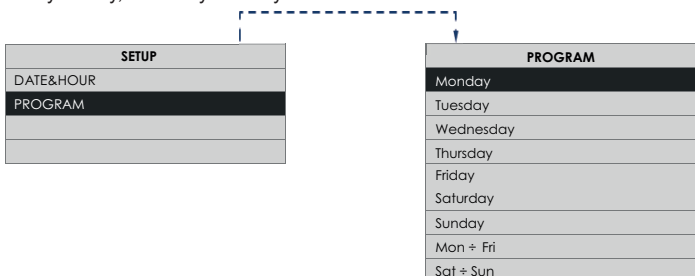 SETUP
DATE&HOUR
PROGRAM
PROGRAM
Monday
Tuesday
Wednesday
Thursday
Friday
Saturday
Sunday
Mon ÷ Fri
Sat ÷ Sun